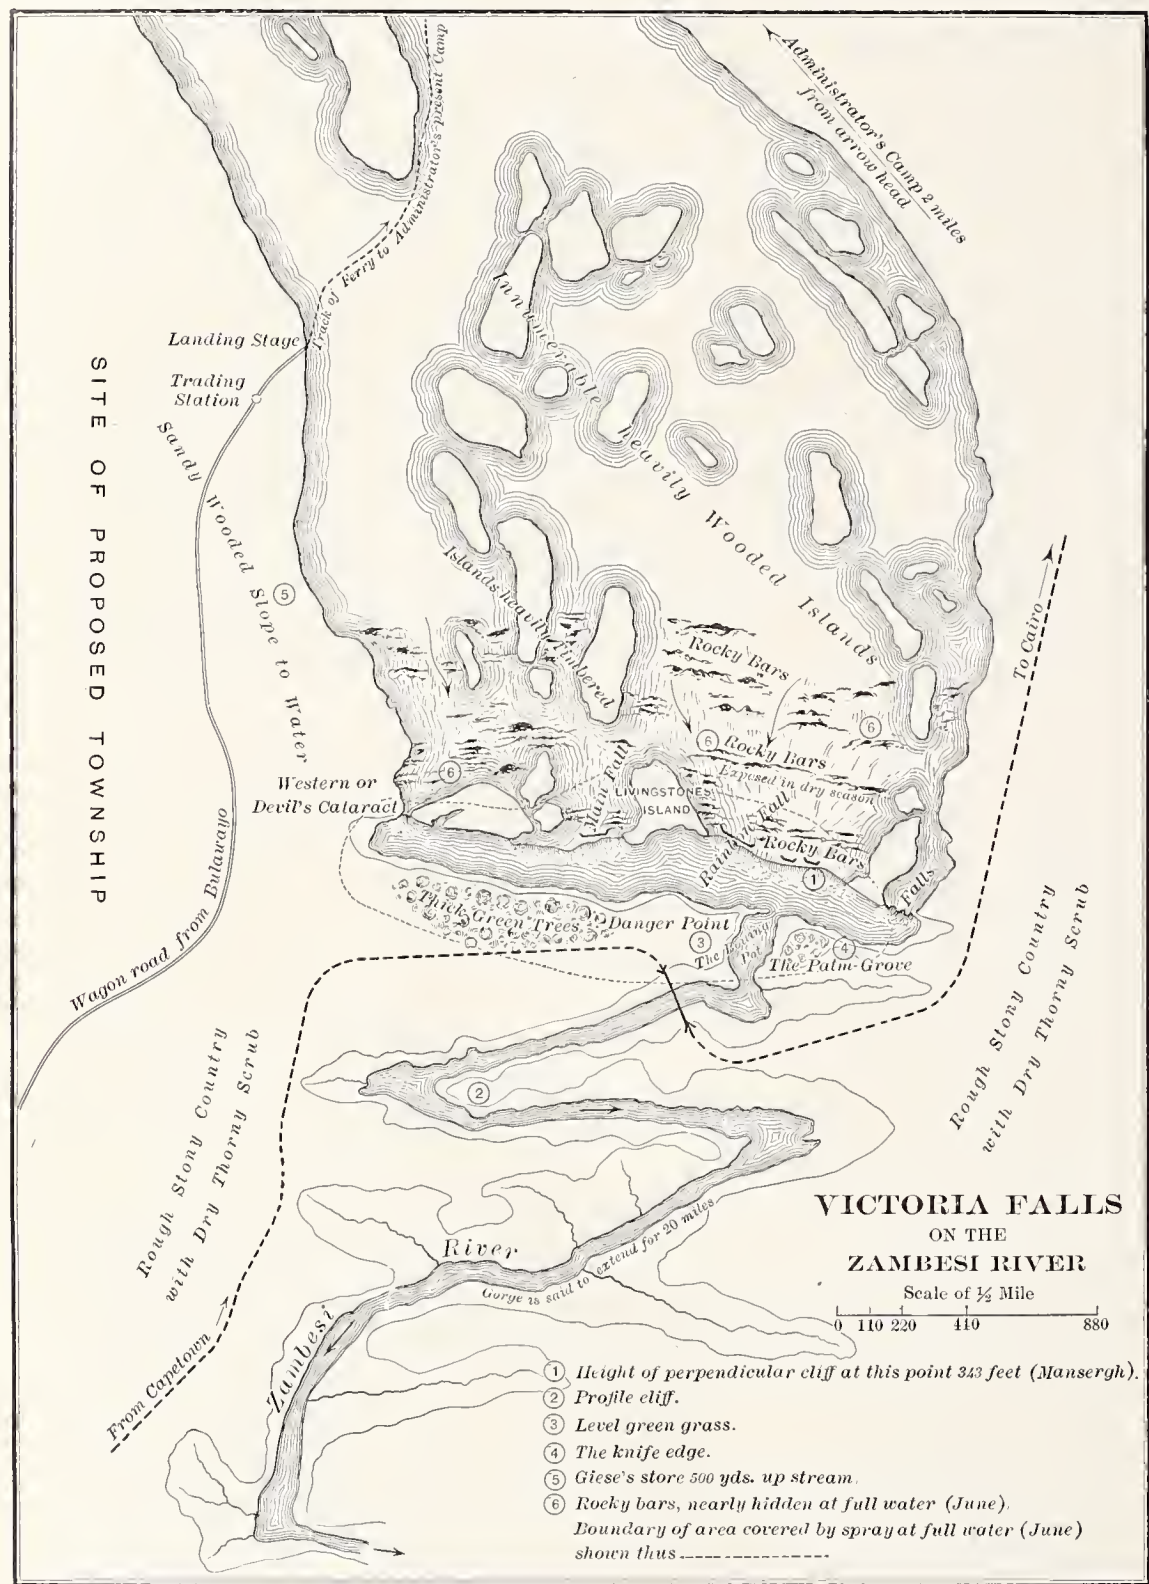 Administrator's Camp 2 miles
from arrow head
Track of Ferry to Administrator's present Camp
Landing Stage
Trading
Station
SITE OF PROPOSED TOWNSHIP
Sandy Wooded Slope to Water
5
Wagon road from Bulawayo
Innumerable heavily Wooded Islands
Islands heavily Timbered
Rocky Bars
6
Rocky Bars
6
Exposed in dry season
6
Western or
Devil's Cataract
Main Fall
LIVINGSTONES
ISLAND
Rainbow Fall
Rocky Bars
1
Falls
To Cairo
Thick Green Trees
Danger Point
3
The Boiling
Pot
4
The Palm-Grove
2
Rough Stony Country
with Dry Thorny Scrub
Rough Stony Country
with Dry Thorny Scrub
From Capetown
Zambesi River
Gorge is said to extend for 20 miles
VICTORIA FALLS
ON THE
ZAMBESI RIVER
Scale of ½ Mile
0 110 220 440 880
1 Height of perpendicular cliff at this point 343 feet (Mansergh).
2 Profile cliff.
3 Level green grass.
4 The knife edge.
5 Giese's store 500 yds. up stream.
6 Rocky bars, nearly hidden at full water (June).
Boundary of area covered by spray at full water (June)
shown thus